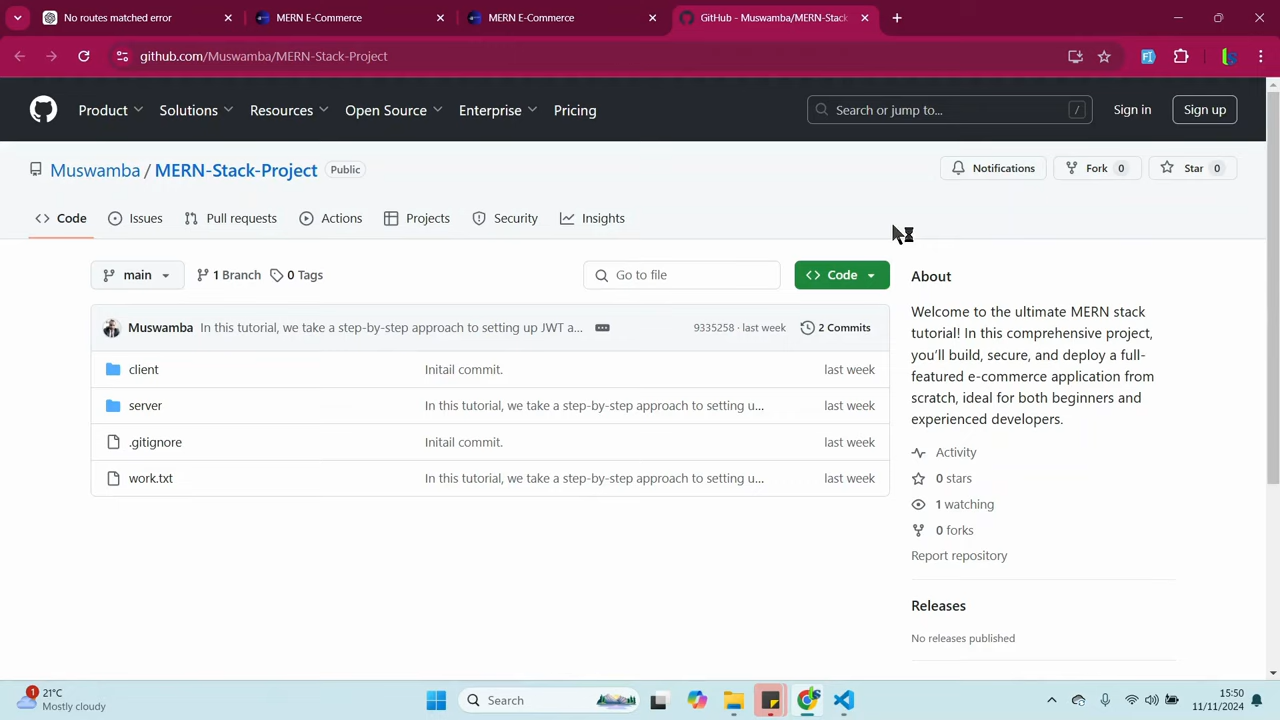 No routes matched error
MERN E-Commerce
MERN E-Commerce
GitHub - Muswamba/MERN-Stack
github.com/Muswamba/MERN-Stack-Project
Product
Solutions
Resources
Open Source
Enterprise
Pricing
Search or jump to...
/
Sign in
Sign up
Muswamba / MERN-Stack-Project
Public
Notifications
Fork 0
Star 0
Code
Issues
Pull requests
Actions
Projects
Security
Insights
main
1 Branch
0 Tags
Go to file
Code
Muswamba In this tutorial, we take a step-by-step approach to setting up JWT a...
9335258 · last week
2 Commits
client
Initail commit.
last week
server
In this tutorial, we take a step-by-step approach to setting u...
last week
.gitignore
Initail commit.
last week
work.txt
In this tutorial, we take a step-by-step approach to setting u...
last week
About
Welcome to the ultimate MERN stack
tutorial! In this comprehensive project,
you'll build, secure, and deploy a full-
featured e-commerce application from
scratch, ideal for both beginners and
experienced developers.
Activity
0 stars
1 watching
0 forks
Report repository
Releases
No releases published
1
21°C
Mostly cloudy
Search
15:50
11/11/2024